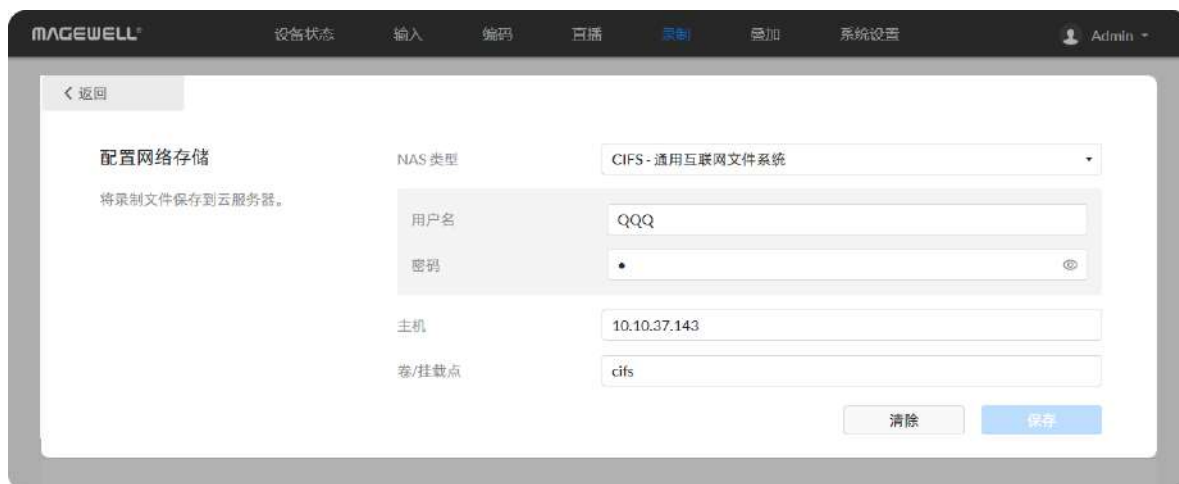 MAGEWELL®
设备状态 输入 编码 直播 录制 叠加 系统设置 Admin
返回
配置网络存储
将录制文件保存到云服务器。
NAS 类型 CIFS - 通用互联网文件系统
用户名 QQQ
密码 •
主机 10.10.37.143
卷/挂载点 cifs
清除 保存